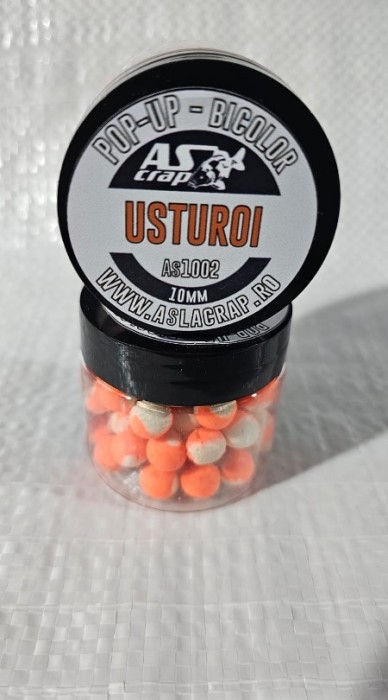 POP-UP - BICOLOR
AS
crap
USTUROI
AS1002
10MM
WWW.ASLACRAP.RO